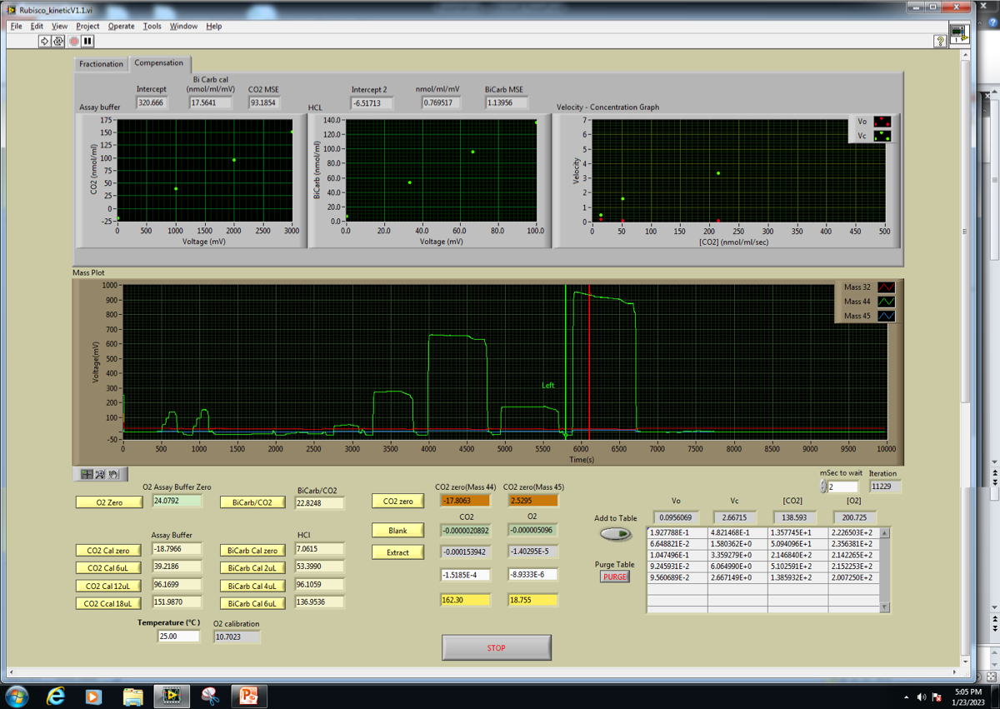 Rubisco_kineticV1.1.vi
File Edit View Project Operate Tools Window Help
Fractionation Compensation
Intercept
320.666
Bi Carb cal
(nmol/ml/mV)
17.5641
CO2 MSE
93.1854
Intercept 2
-6.51713
nmol/ml/mV
0.769517
BiCarb MSE
1.13956
Assay buffer
HCL
Velocity - Concentration Graph
CO2 (nmol/ml)
175
150
125
100
75
50
25
0
-25
0 500 1000 1500 2000 2500 3000
Voltage (mV)
BiCarb (nmol/ml)
140.0
120.0
100.0
80.0
60.0
40.0
20.0
0.0
0.0 20.0 40.0 60.0 80.0 100.0
Voltage (mV)
Velocity
7
6
5
4
3
2
1
0
0 50 100 150 200 250 300 350 400 450 500
[CO2] (nmol/ml/sec)
Vo
Vc
Mass Plot
Voltage(mV)
1000
900
800
700
600
500
400
300
200
100
-50
0 500 1000 1500 2000 2500 3000 3500 4000 4500 5000 5500 6000 6500 7000 7500 8000 8500 9000 9500 10000
Time(s)
Left
Mass 32
Mass 44
Mass 45
O2 Assay Buffer Zero
O2 Zero 24.0792
BiCarb/CO2
BiCarb/CO2 22.8248
Assay Buffer
CO2 Cal zero -18.7966
CO2 Cal 6uL 39.2186
CO2 Cal 12uL 96.1699
CO2 Ccal 18uL 151.9870
HCl
BiCarb Cal zero 7.0615
BiCarb Cal 2uL 53.3990
BiCarb Cal 4uL 96.1059
BiCarb Cal 6uL 136.9536
Temperature (°C)
25.00
O2 calibration
10.7023
CO2 zero(Mass 44) CO2 zero(Mass 45)
CO2 zero -17.8063 2.5295
CO2 O2
Blank -0.0000020892 -0.000005096
Extract -0.000153942 -1.40295E-5
-1.5185E-4 -8.9333E-6
162.30 18.755
STOP
mSec to wait
2
Iteration
11229
Vo Vc [CO2] [O2]
Add to Table
0.0956069 2.66715 138.593 200.725
1.927788E-1 4.821468E-1 1.357745E+1 2.226503E+2
6.648821E-2 1.580362E+0 5.094096E+1 2.356381E+2
1.047496E-1 3.359279E+0 2.146840E+2 2.142265E+2
9.245931E-2 6.064990E+0 5.102591E+2 2.152253E+2
9.560689E-2 2.667149E+0 1.385932E+2 2.007250E+2
Purge Table
PURGE
5:05 PM
1/23/2023